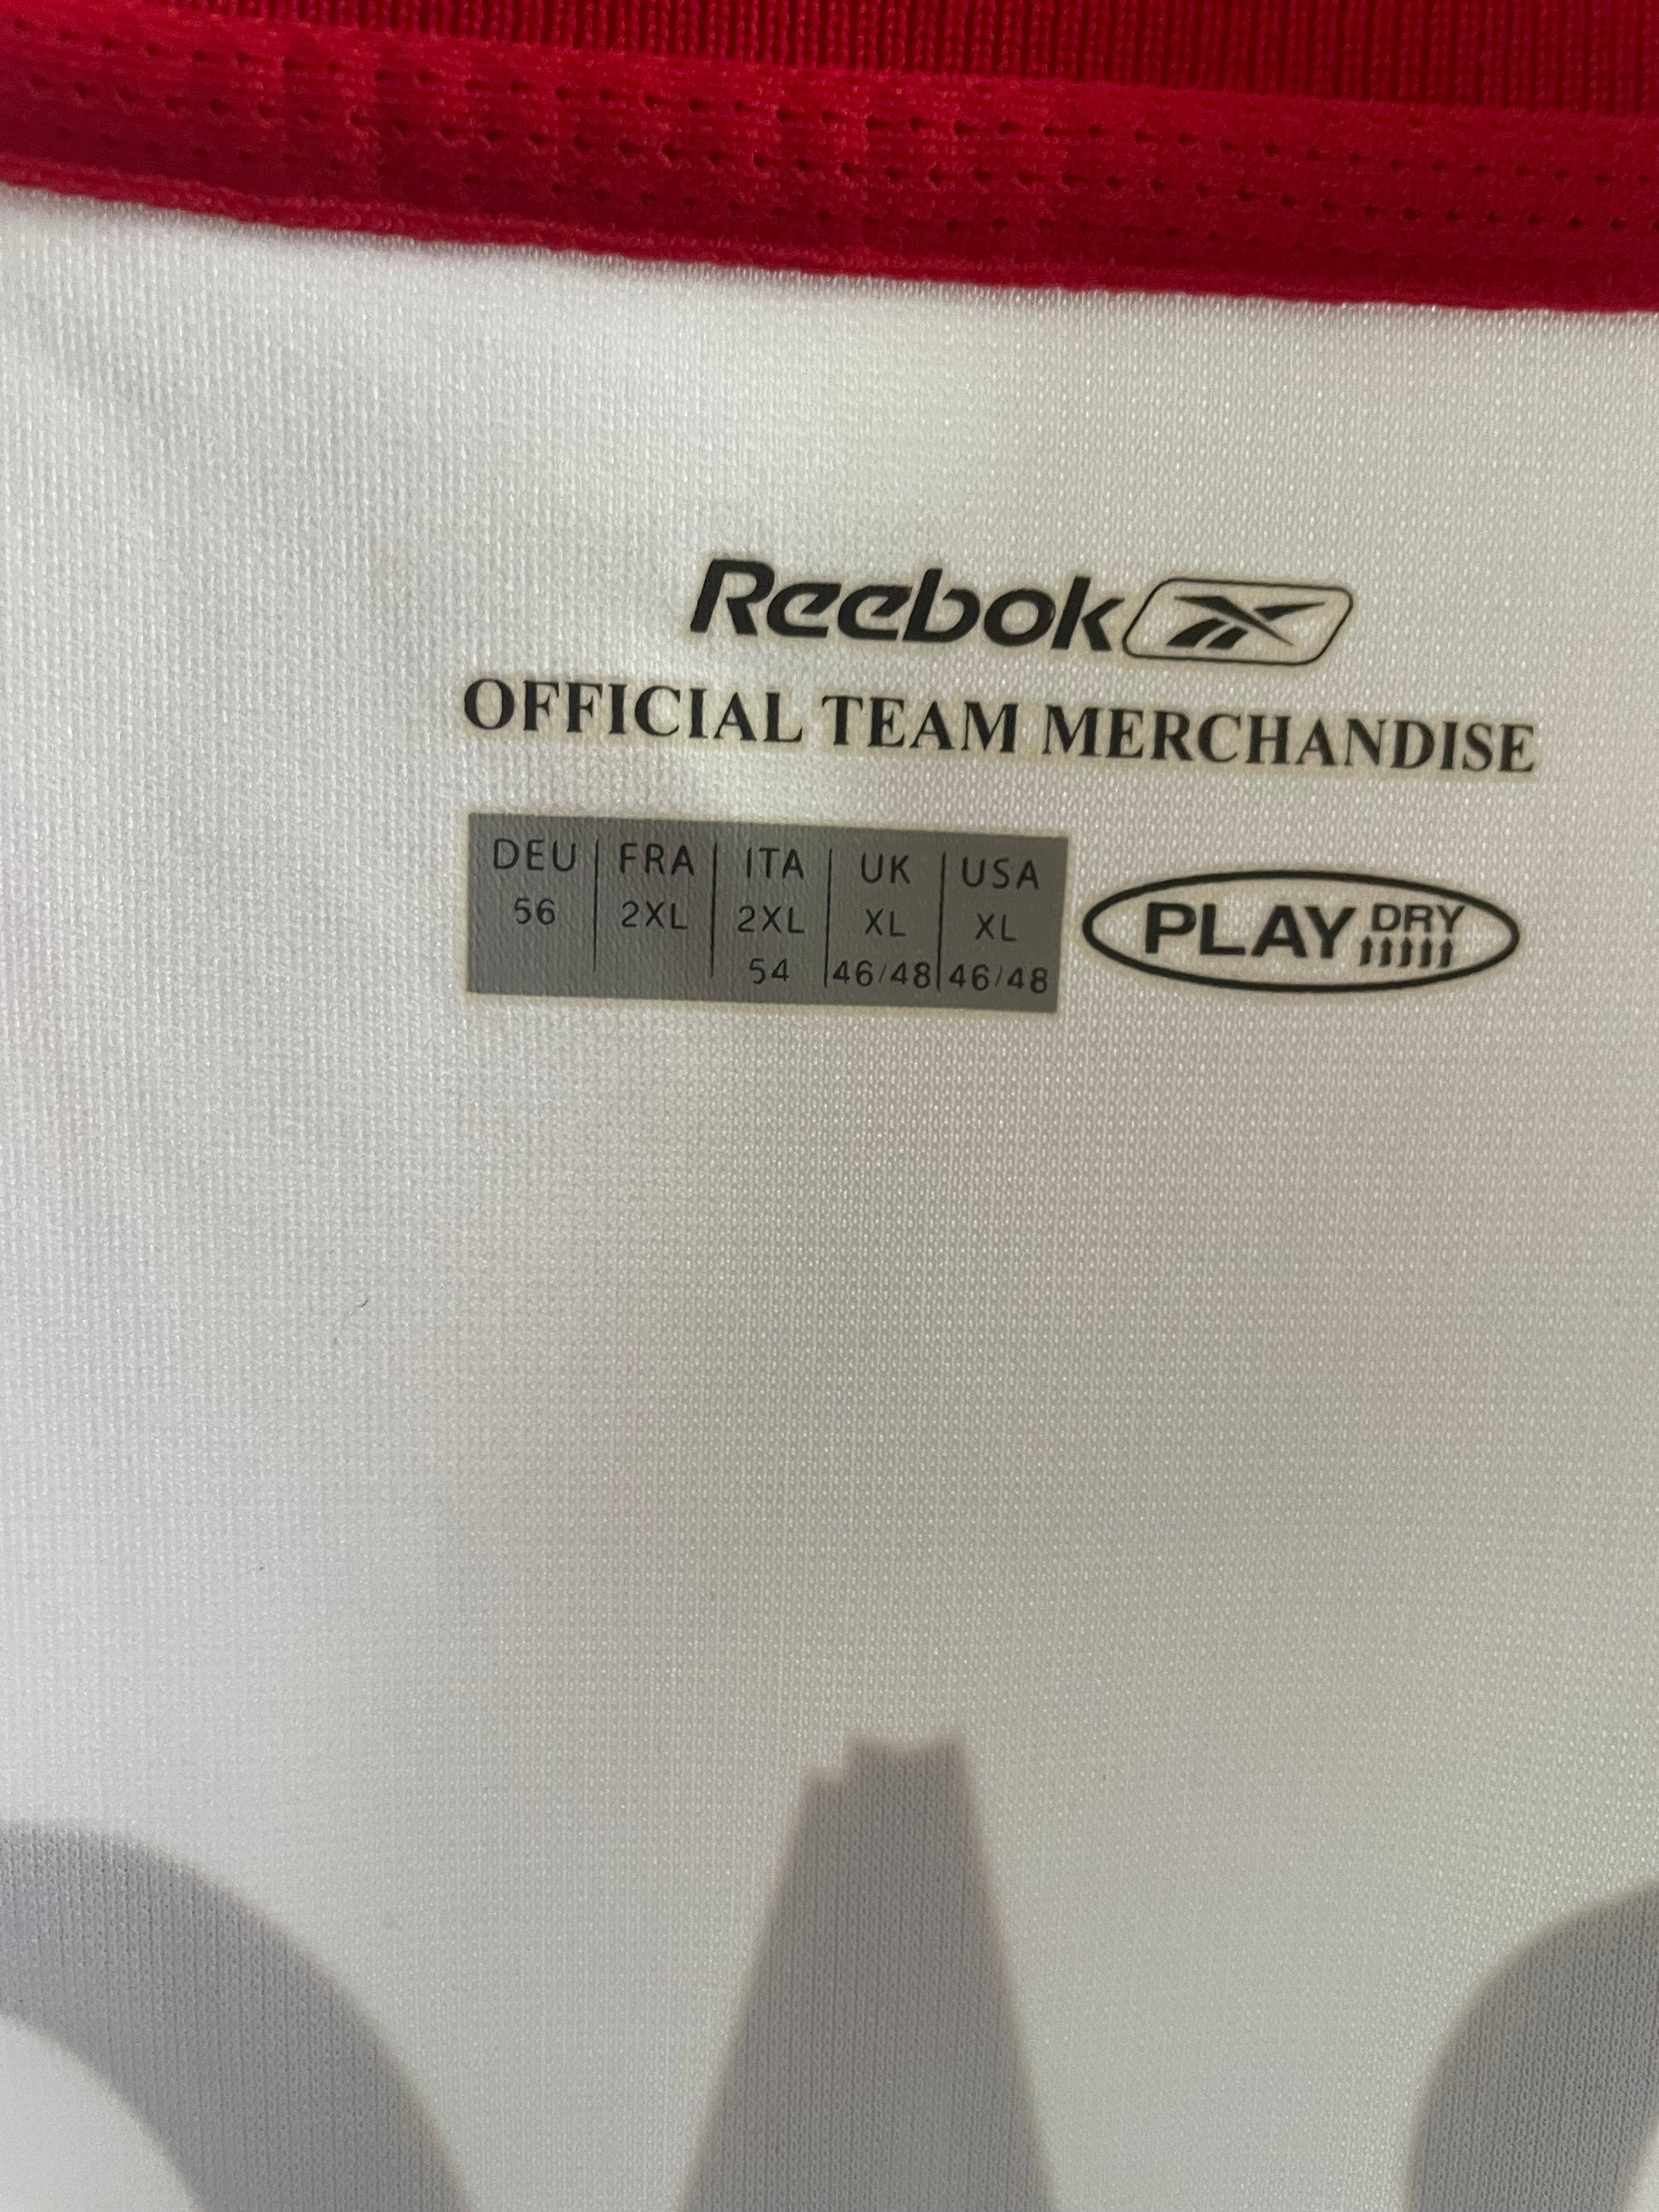 Reebok
OFFICIAL TEAM MERCHANDISE
DEU FRA ITA UK USA
56 2XL 2XL XL XL
54 46/48 46/48
PLAY DRY